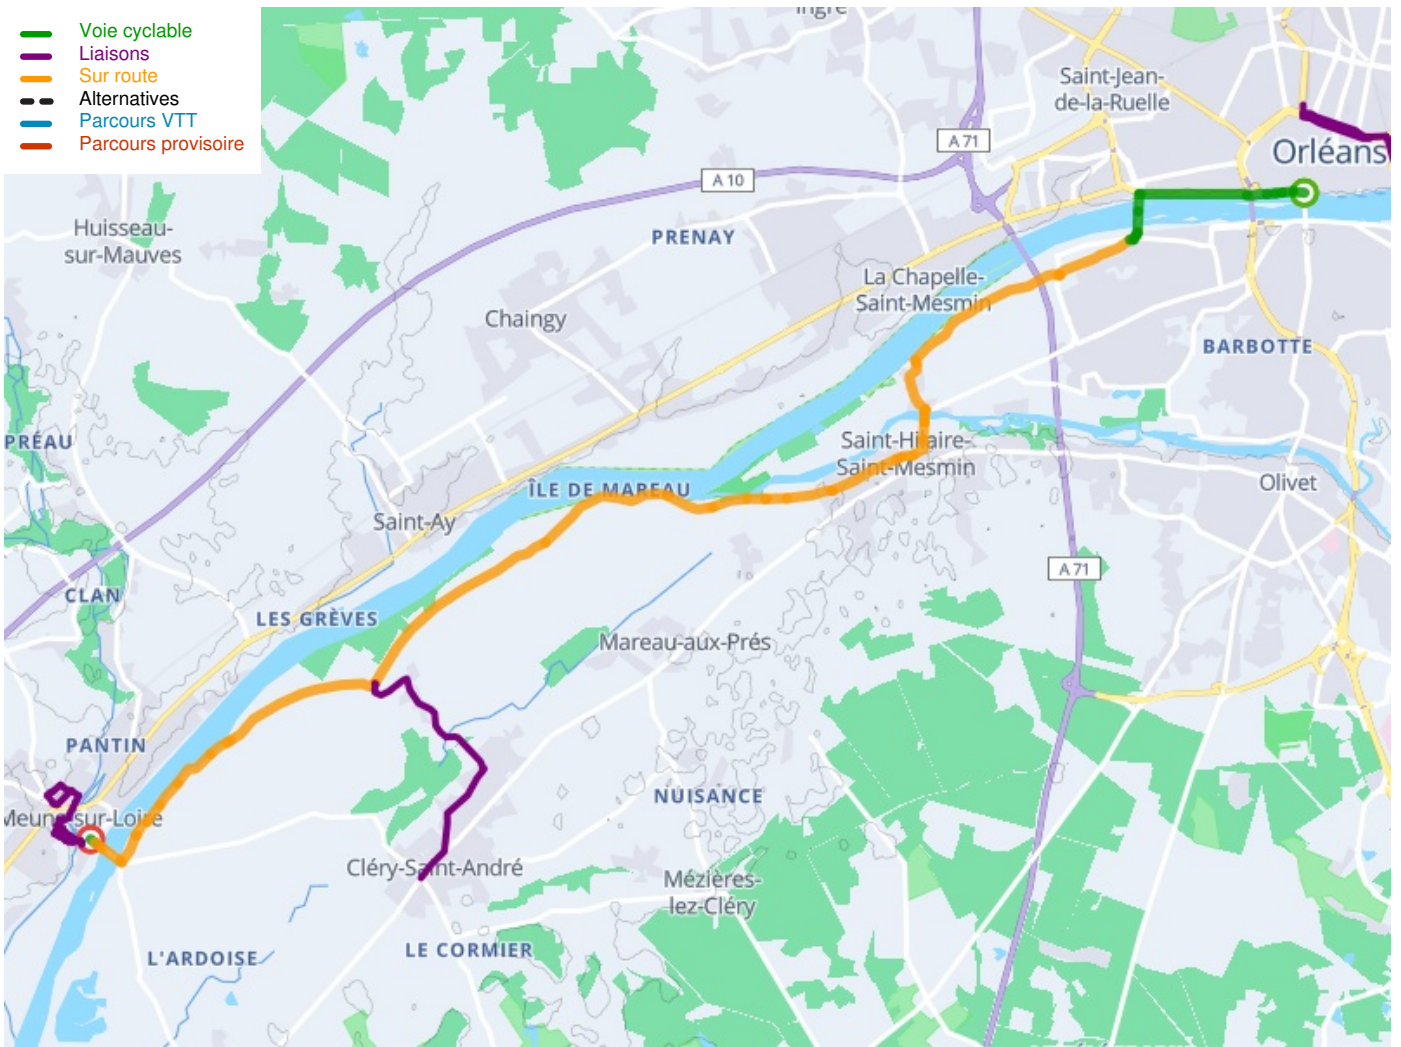 Voie cyclable
Liaisons
Sur route
Alternatives
Parcours VTT
Parcours provisoire
Ingré
Saint-Jean-
de-la-Ruelle
A 71
Orléans
A 10
Huisseau-
sur-Mauves
PRENAY
La Chapelle-
Saint-Mesmin
Chaingy
BARBOTTE
PRÉAU
Saint-Hilaire-
Saint-Mesmin
Olivet
ÎLE DE MAREAU
Saint-Ay
A 71
CLAN
LES GRÈVES
Mareau-aux-Prés
PANTIN
NUISANCE
Meung-sur-Loire
Cléry-Saint-André
Mézières-
lez-Cléry
LE CORMIER
L'ARDOISE